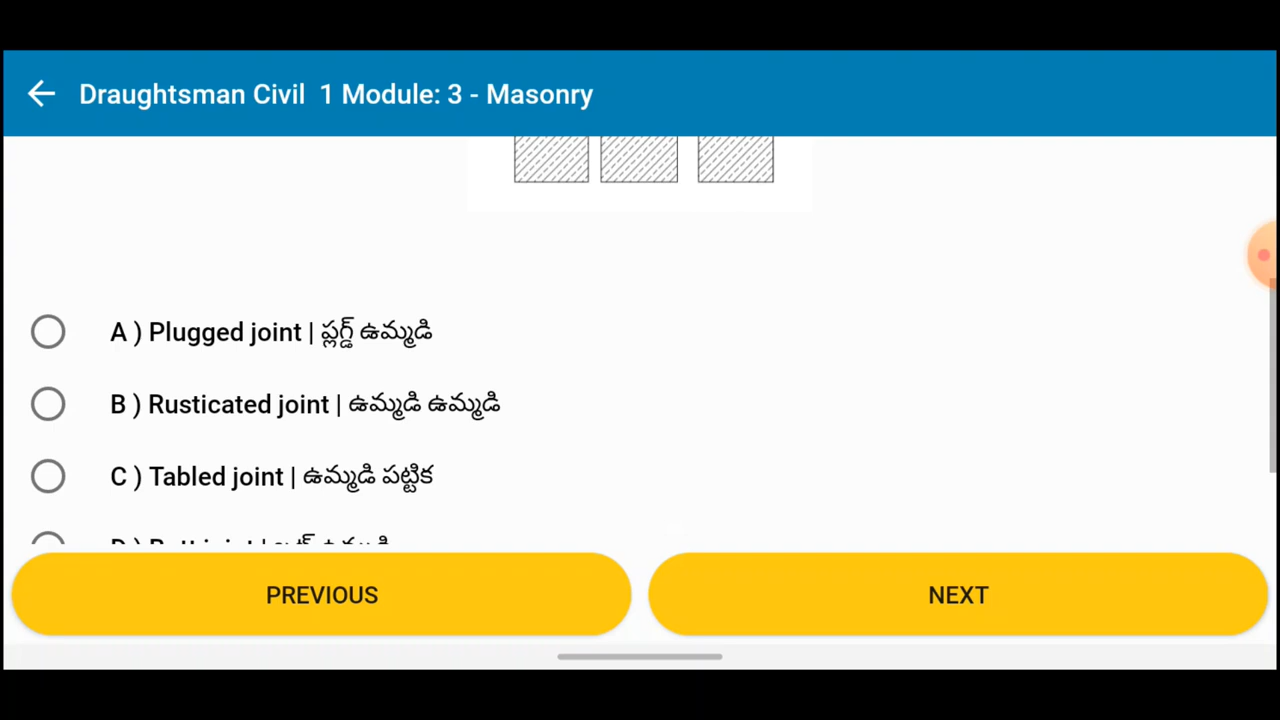 Draughtsman Civil 1 Module: 3 - Masonry
A ) Plugged joint | ప్లగ్డ్ ఉమ్మడి
B ) Rusticated joint | ఉమ్మడి ఉమ్మడి
C ) Tabled joint | ఉమ్మడి పట్టిక
PREVIOUS
NEXT